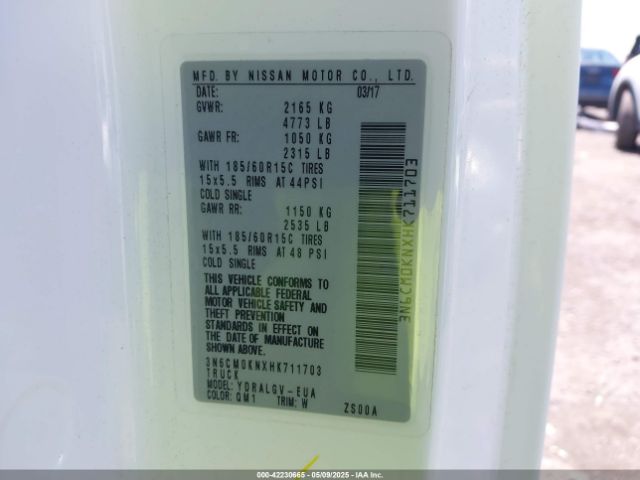 MFD. BY NISSAN MOTOR CO., LTD.
DATE: 03/17
GVWR: 2165 KG
4773 LB
GAWR FR: 1050 KG
2315 LB
WITH 185/60R15C TIRES
15x5.5 RIMS AT 44PSI
COLD SINGLE
GAWR RR: 1150 KG
2535 LB
WITH 185/60R15C TIRES
15x5.5 RIMS AT 48 PSI
COLD SINGLE
THIS VEHICLE CONFORMS TO
ALL APPLICABLE FEDERAL
MOTOR VEHICLE SAFETY AND
THEFT PREVENTION
STANDARDS IN EFFECT ON
THE DATE OF MANUFACTURE
SHOWN ABOVE.
3N6CM0KNXHK711703
TRUCK
MODEL: YDRALGV-EUA
COLOR: QM1 TRIM: W ZS00A
3N6CM0KNXHK711703
000-42230665 - 05/09/2025 - IAAI.com